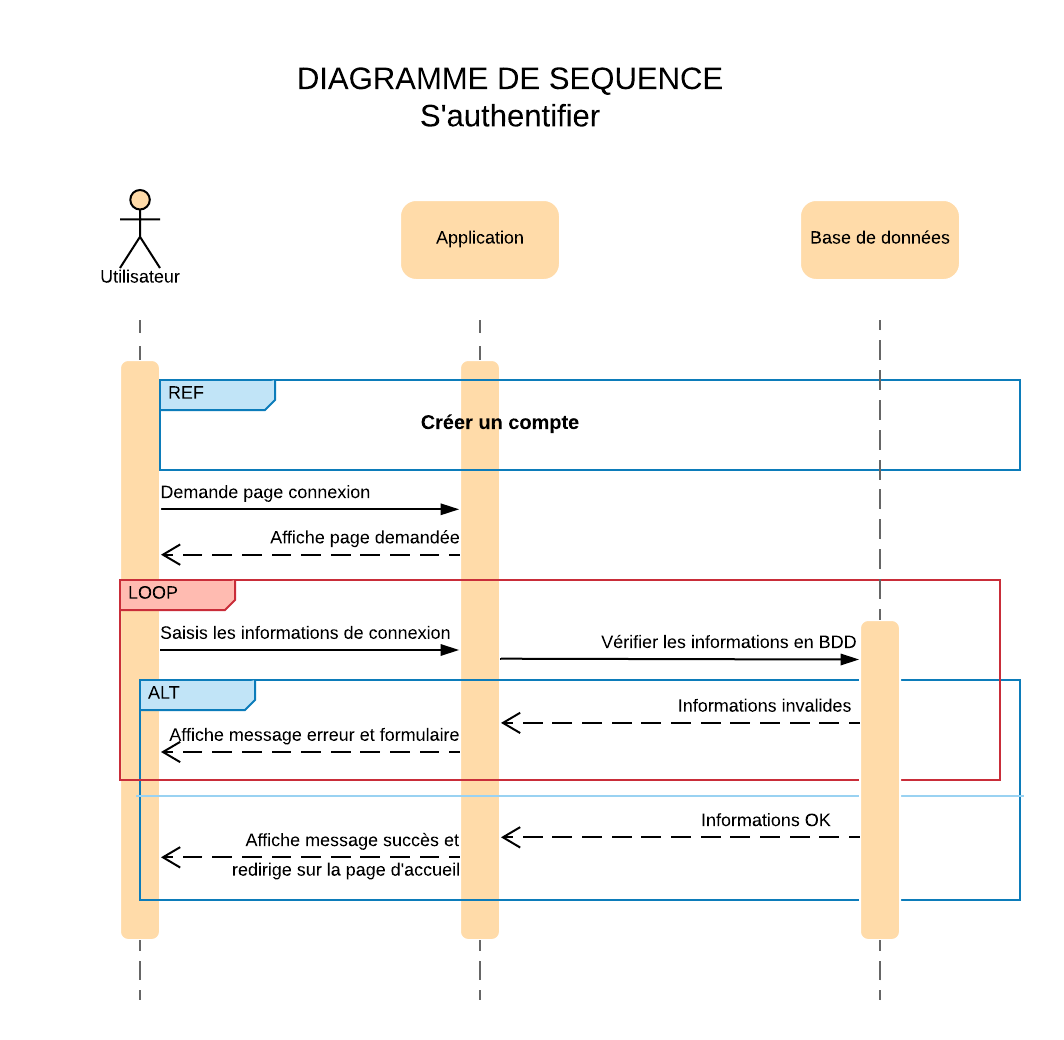 DIAGRAMME DE SEQUENCE
S'authentifier
Utilisateur
Application
Base de données
REF
Créer un compte
Demande page connexion
Affiche page demandée
LOOP
Saisis les informations de connexion
Vérifier les informations en BDD
ALT
Informations invalides
Affiche message erreur et formulaire
Informations OK
Affiche message succès et
redirige sur la page d'accueil